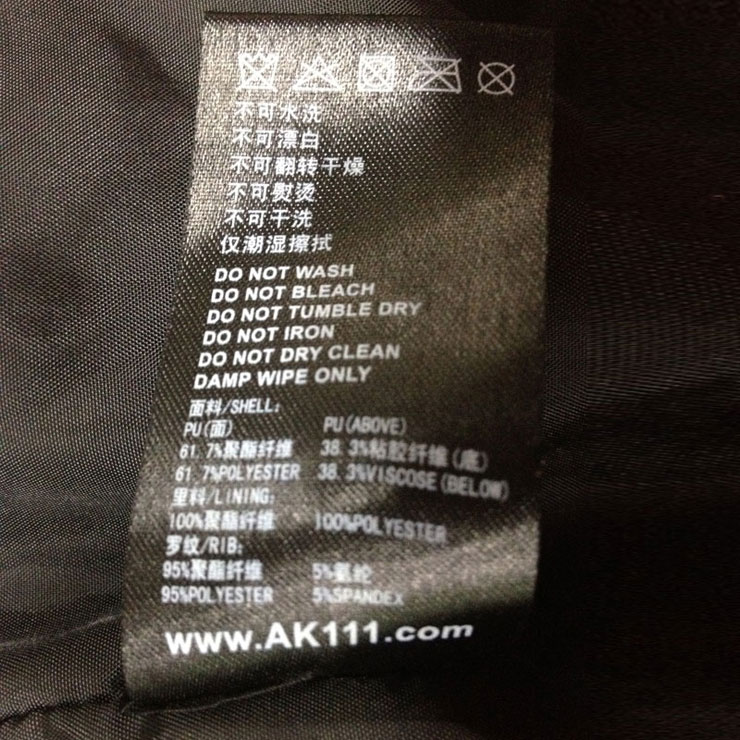 不可水洗
不可漂白
不可翻转干燥
不可熨烫
不可干洗
仅潮湿擦拭
DO NOT WASH
DO NOT BLEACH
DO NOT TUMBLE DRY
DO NOT IRON
DO NOT DRY CLEAN
DAMP WIPE ONLY
面料/SHELL:
PU(面) PU(ABOVE)
61.7%聚酯纤维 38.3%粘胶纤维(底)
61.7%POLYESTER 38.3%VISCOSE(BELOW)
里料/LINING:
100%聚酯纤维 100%POLYESTER
罗纹/RIB:
95%聚酯纤维 5%氨纶
95%POLYESTER 5%SPANDEX
www.AK111.com